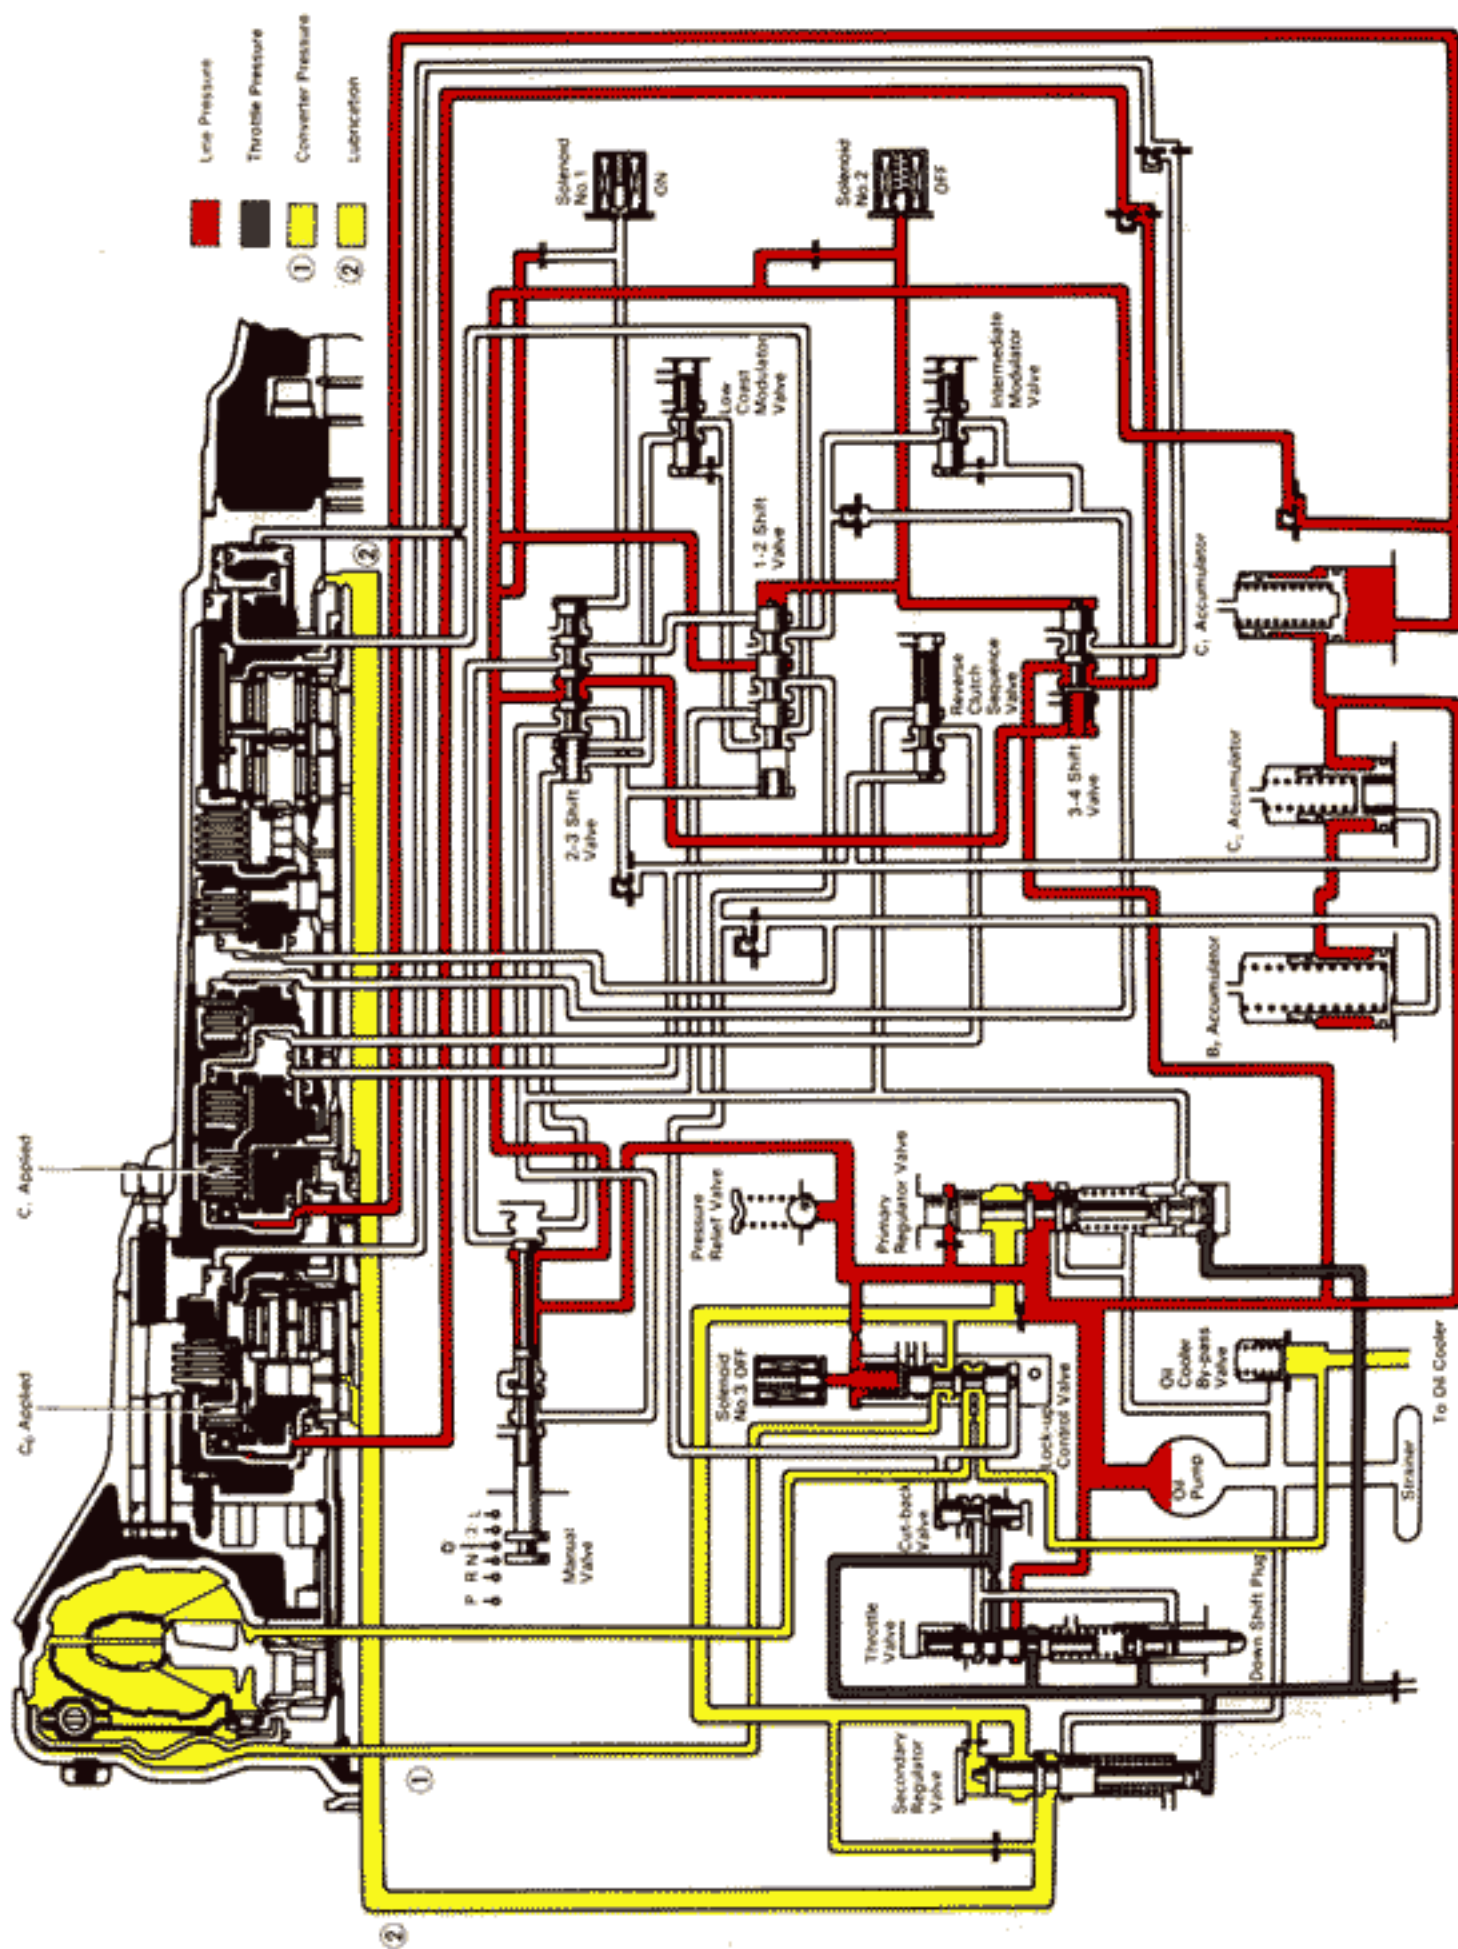 Line Pressure
Throttle Pressure
① Converter Pressure
② Lubrication
Solenoid
No.1
ON
Solenoid
No.2
OFF
Low
Coast
Modulator
Valve
Intermediate
Modulator
Valve
②
1-2 Shift
Valve
2-3 Shift
Valve
Reverse
Clutch
Sequence
Valve
3-4 Shift
Valve
C₁ Accumulator
C₂ Accumulator
B₂ Accumulator
C₁ Applied
C₀ Applied
Pressure
Relief Valve
Primary
Regulator Valve
Solenoid
No.3 OFF
Lock-up
Control Valve
Oil
Cooler
By-pass
Valve
To Oil Cooler
Oil
Pump
Strainer
P R N D 2 L
Manual
Valve
Cut-back
Valve
Throttle
Valve
Down Shift Plug
Secondary
Regulator
Valve
①
①
②